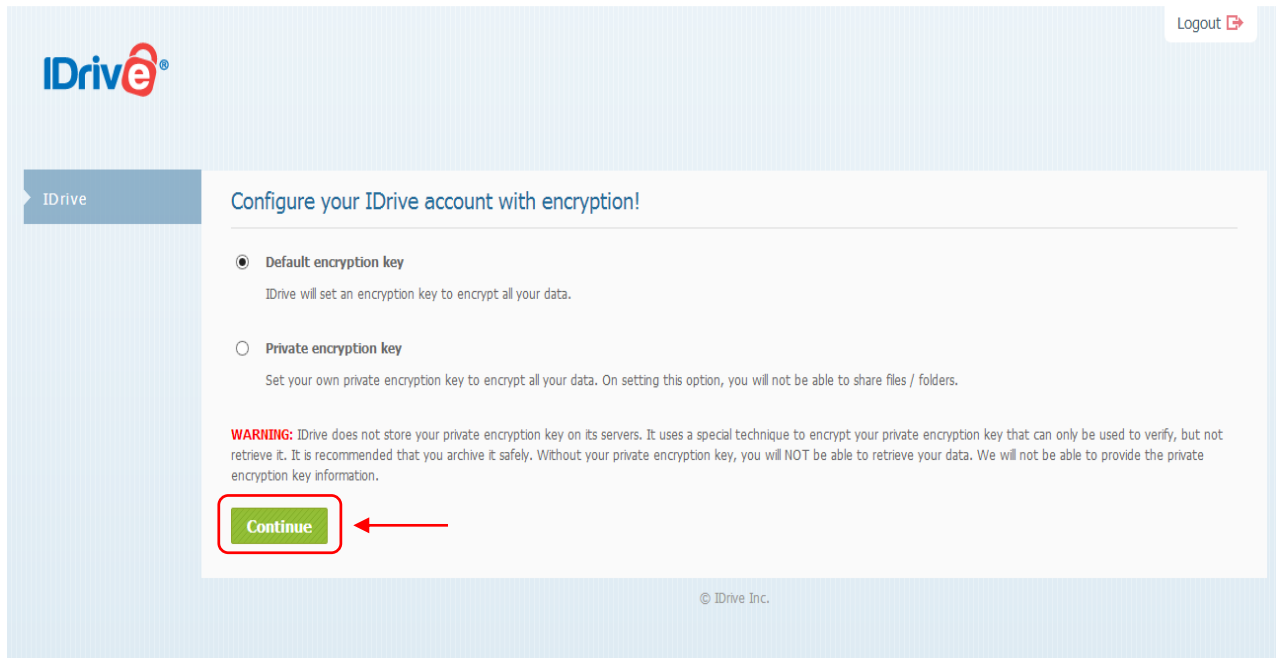 Logout
IDrive®
IDrive
Configure your IDrive account with encryption!
Default encryption key
IDrive will set an encryption key to encrypt all your data.
Private encryption key
Set your own private encryption key to encrypt all your data. On setting this option, you will not be able to share files / folders.
WARNING: IDrive does not store your private encryption key on its servers. It uses a special technique to encrypt your private encryption key that can only be used to verify, but not
retrieve it. It is recommended that you archive it safely. Without your private encryption key, you will NOT be able to retrieve your data. We will not be able to provide the private
encryption key information.
Continue
© IDrive Inc.